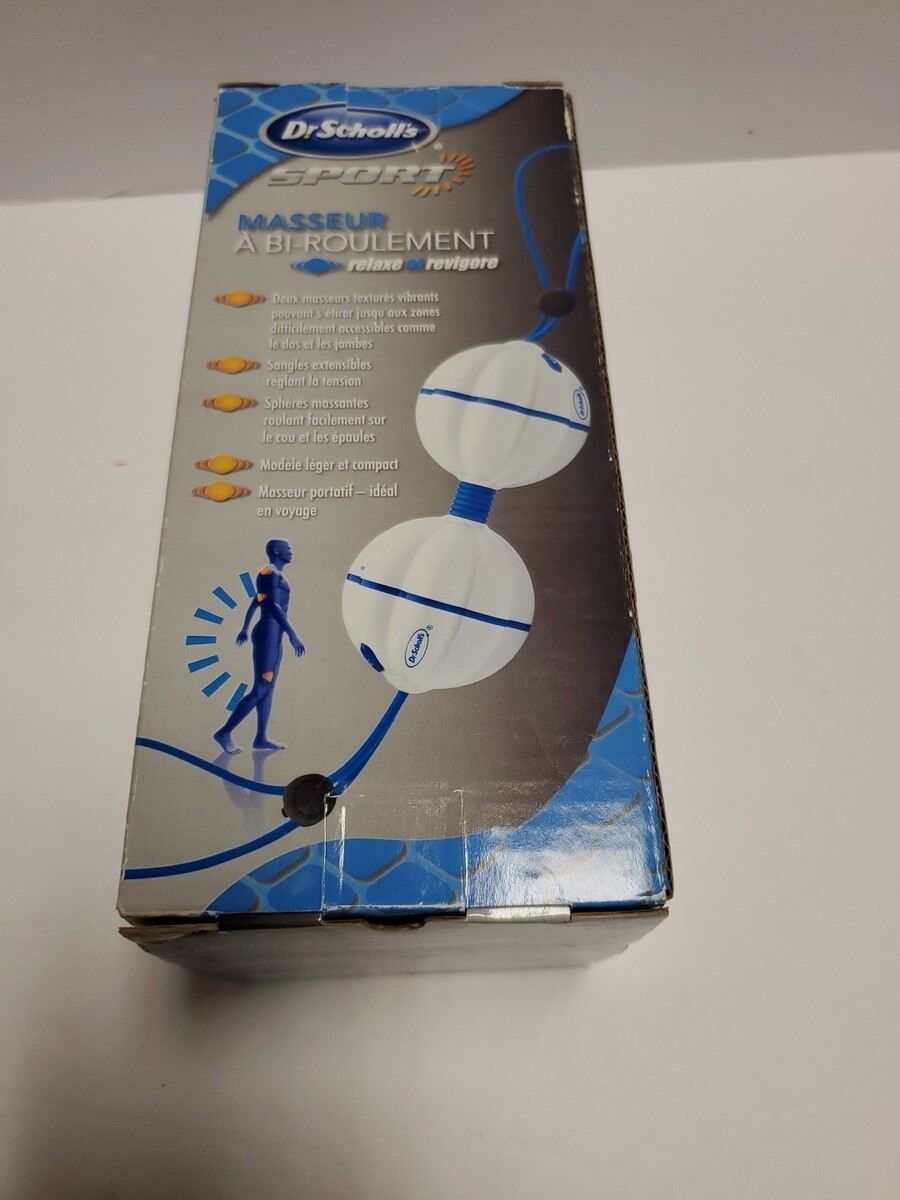 Dr. Scholl's®
SPORT
MASSEUR
À BI-ROULEMENT
relaxe et revigore
Deux masseurs texturés vibrants
pouvant s'étirer jusqu'aux zones
difficilement accessibles comme
le dos et les jambes
Sangles extensibles
réglant la tension
Sphères massantes
roulant facilement sur
le cou et les épaules
Modèle léger et compact
Masseur portatif – idéal
en voyage
Dr. Scholl's
Dr. Scholl's®